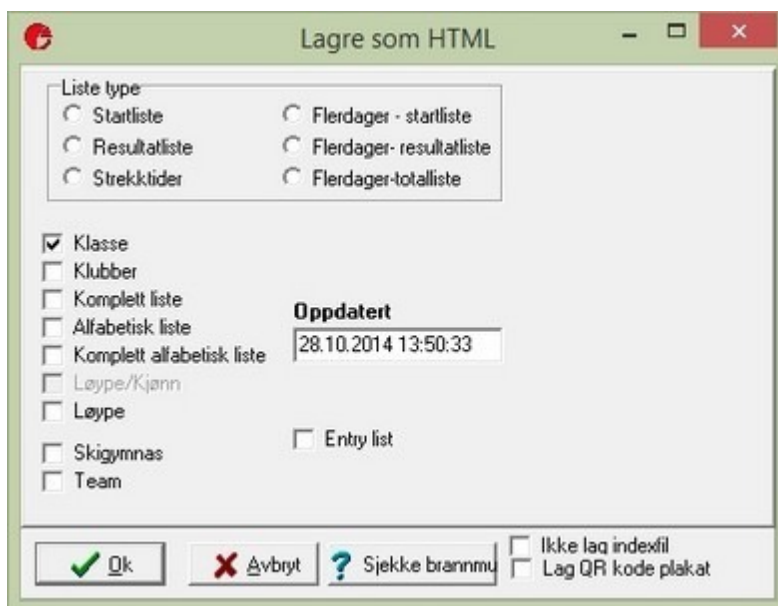 Lagre som HTML
Liste type
Startliste
Flerdager - startliste
Resultatliste
Flerdager- resultatliste
Strekktider
Flerdager-totalliste
Klasse
Klubber
Komplett liste
Alfabetisk liste
Komplett alfabetisk liste
Løype/Kjønn
Løype
Skigymnas
Team
Oppdatert
28.10.2014 13:50:33
Entry list
Ok
Avbryt
Sjekke brannmu
Ikke lag indexfil
Lag QR kode plakat